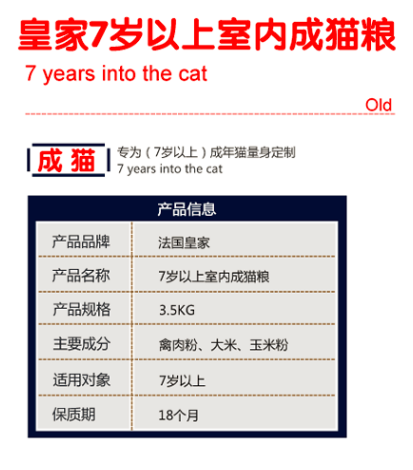 皇家7岁以上室内成猫粮
7 years into the cat
Old
成猫
专为（7岁以上）成年猫量身定制
7 years into the cat
产品信息
产品品牌 法国皇家
产品名称 7岁以上室内成猫粮
产品规格 3.5KG
主要成分 禽肉粉、大米、玉米粉
适用对象 7岁以上
保质期 18个月